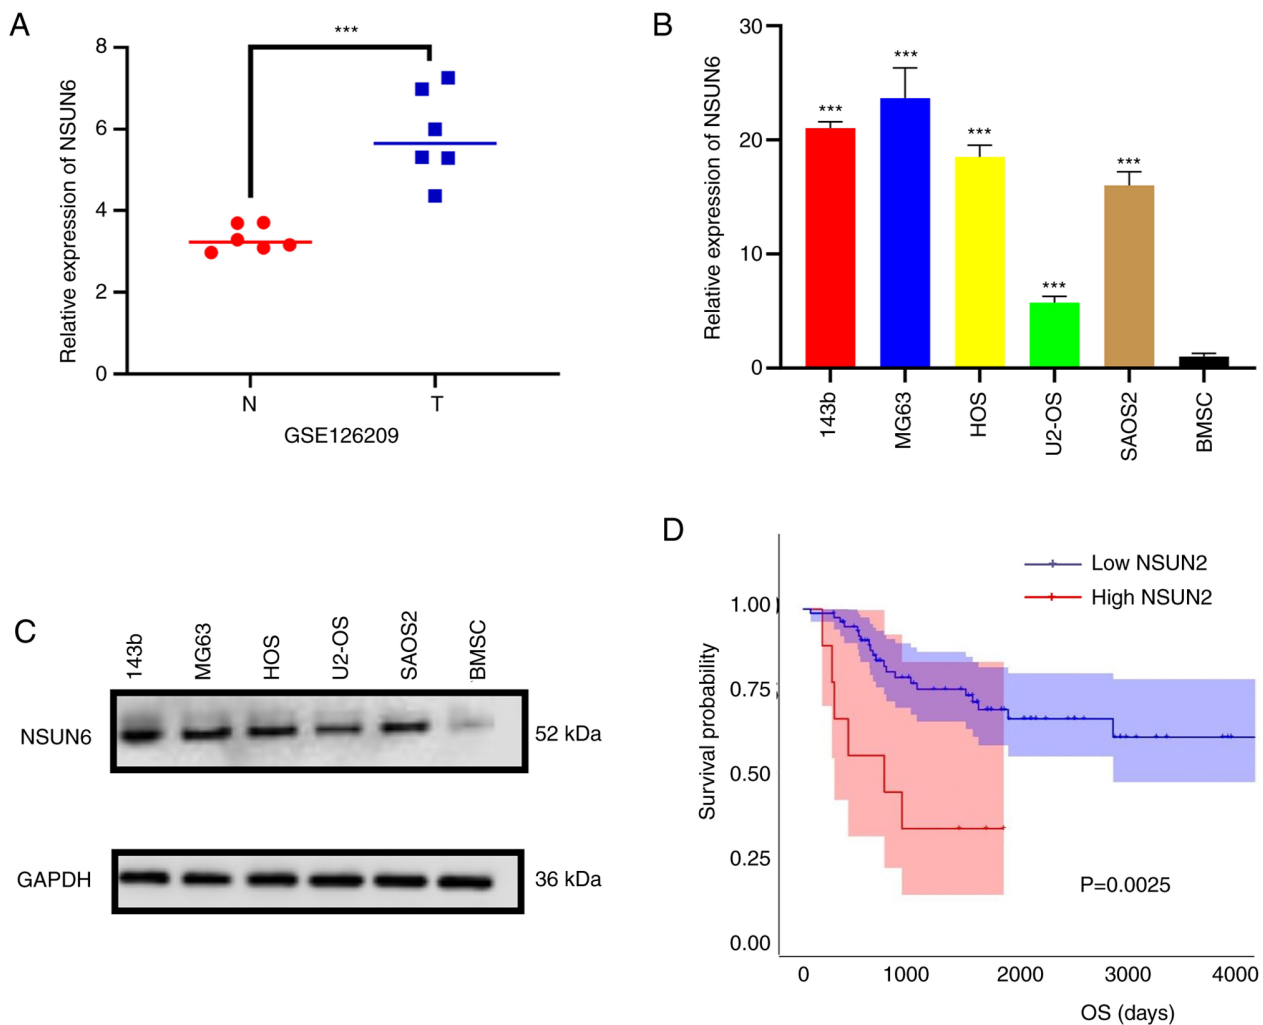 A
***
Relative expression of NSUN6
8
6
4
2
0
N
T
GSE126209
B
Relative expression of NSUN6
30
20
10
0
***
***
***
***
***
143b
MG63
HOS
U2-OS
SAOS2
BMSC
C
143b
MG63
HOS
U2-OS
SAOS2
BMSC
NSUN6
52 kDa
GAPDH
36 kDa
D
Low NSUN2
High NSUN2
Survival probability
1.00
0.75
0.50
0.25
0.00
P=0.0025
0
1000
2000
3000
4000
OS (days)